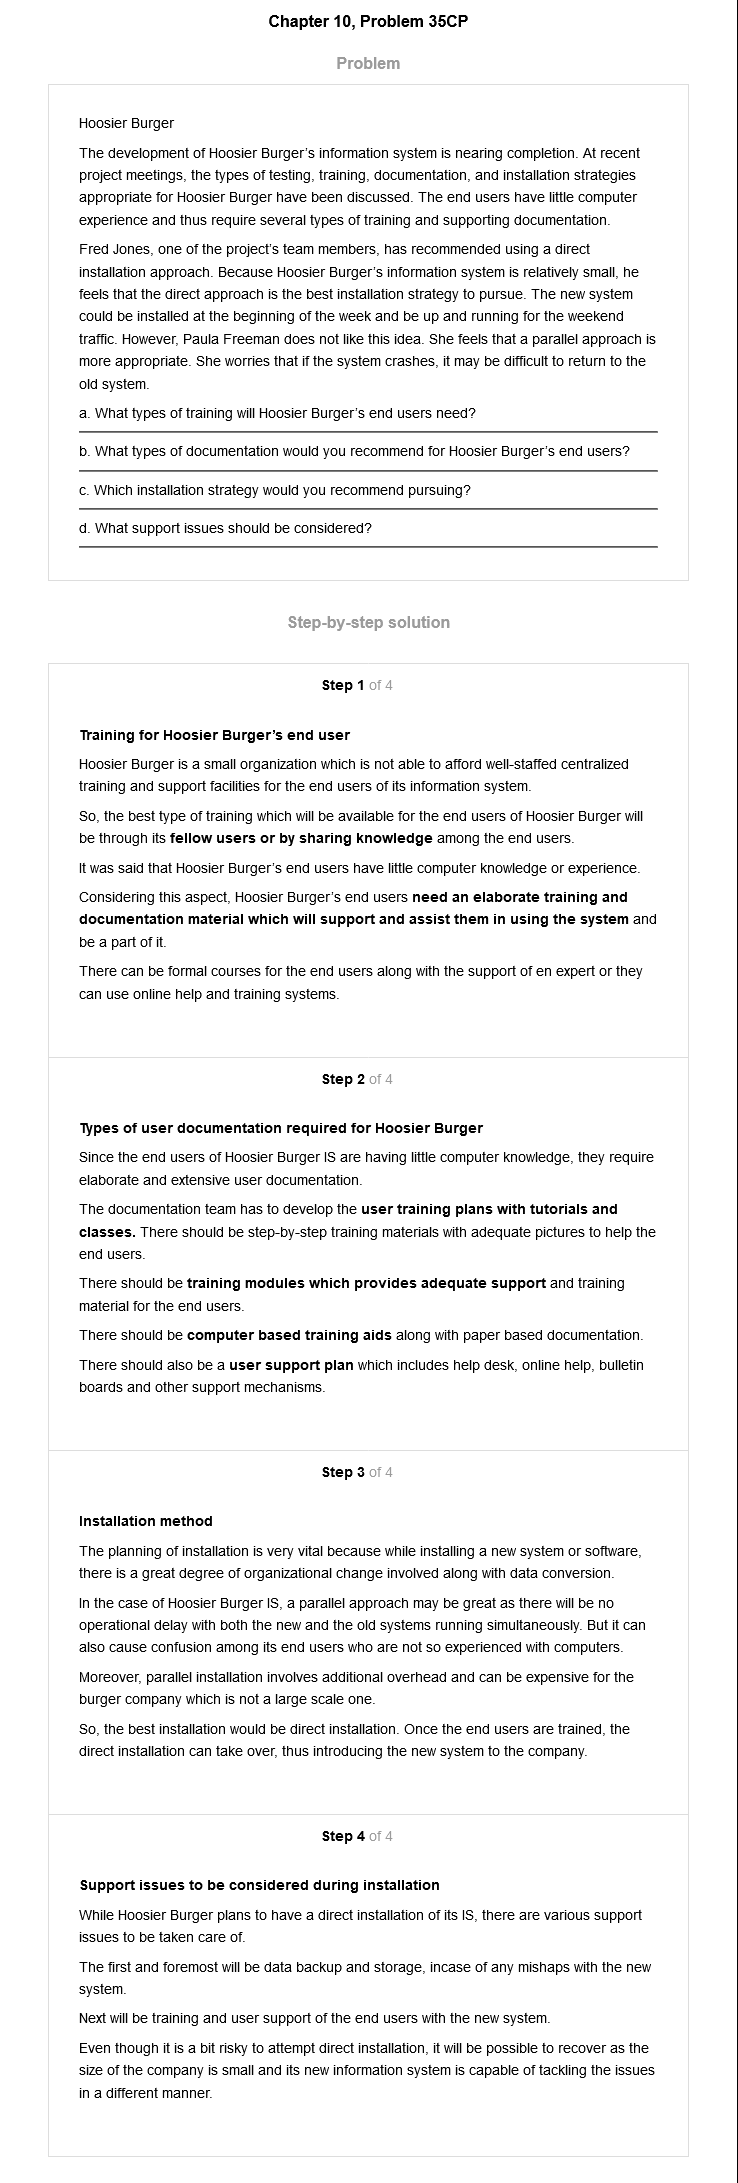 Chapter 10, Problem 35CP
Problem
Hoosier Burger
The development of Hoosier Burger's information system is nearing completion. At recent
project meetings, the types of testing, training, documentation, and installation strategies
appropriate for Hoosier Burger have been discussed. The end users have little computer
experience and thus require several types of training and supporting documentation.
Fred Jones, one of the project's team members, has recommended using a direct
installation approach. Because Hoosier Burger's information system is relatively small, he
feels that the direct approach is the best installation strategy to pursue. The new system
could be installed at the beginning of the week and be up and running for the weekend
traffic. However, Paula Freeman does not like this idea. She feels that a parallel approach is
more appropriate. She worries that if the system crashes, it may be difficult to return to the
old system.
a. What types of training will Hoosier Burger's end users need?
b. What types of documentation would you recommend for Hoosier Burger's end users?
c. Which installation strategy would you recommend pursuing?
d. What support issues should be considered?
Step-by-step solution
Step 1 of 4
Training for Hoosier Burger's end user
Hoosier Burger is a small organization which is not able to afford well-staffed centralized
training and support facilities for the end users of its information system.
So, the best type of training which will be available for the end users of Hoosier Burger will
be through its fellow users or by sharing knowledge among the end users.
It was said that Hoosier Burger's end users have little computer knowledge or experience.
Considering this aspect, Hoosier Burger's end users need an elaborate training and
documentation material which will support and assist them in using the system and
be a part of it.
There can be formal courses for the end users along with the support of en expert or they
can use online help and training systems.
Step 2 of 4
Types of user documentation required for Hoosier Burger
Since the end users of Hoosier Burger IS are having little computer knowledge, they require
elaborate and extensive user documentation.
The documentation team has to develop the user training plans with tutorials and
classes. There should be step-by-step training materials with adequate pictures to help the
end users.
There should be training modules which provides adequate support and training
material for the end users.
There should be computer based training aids along with paper based documentation.
There should also be a user support plan which includes help desk, online help, bulletin
boards and other support mechanisms.
Step 3 of 4
Installation method
The planning of installation is very vital because while installing a new system or software,
there is a great degree of organizational change involved along with data conversion.
In the case of Hoosier Burger IS, a parallel approach may be great as there will be no
operational delay with both the new and the old systems running simultaneously. But it can
also cause confusion among its end users who are not so experienced with computers.
Moreover, parallel installation involves additional overhead and can be expensive for the
burger company which is not a large scale one.
So, the best installation would be direct installation. Once the end users are trained, the
direct installation can take over, thus introducing the new system to the company.
Step 4 of 4
Support issues to be considered during installation
While Hoosier Burger plans to have a direct installation of its IS, there are various support
issues to be taken care of.
The first and foremost will be data backup and storage, incase of any mishaps with the new
system.
Next will be training and user support of the end users with the new system.
Even though it is a bit risky to attempt direct installation, it will be possible to recover as the
size of the company is small and its new information system is capable of tackling the issues
in a different manner.